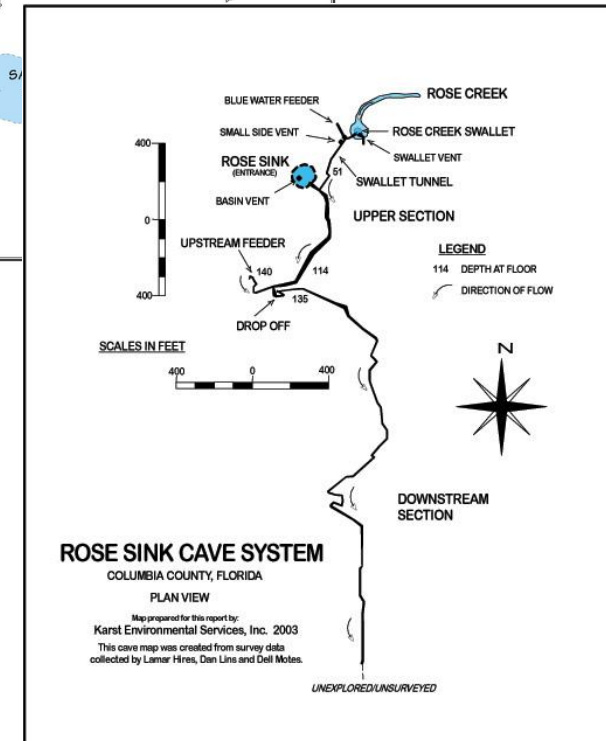 SA
BLUE WATER FEEDER
ROSE CREEK
SMALL SIDE VENT
ROSE CREEK SWALLET
SWALLET VENT
400
ROSE SINK
(ENTRANCE)
51
SWALLET TUNNEL
BASIN VENT
0
UPPER SECTION
UPSTREAM FEEDER
140
114
400
135
DROP OFF
LEGEND
114 DEPTH AT FLOOR
DIRECTION OF FLOW
SCALES IN FEET
400 0 400
N
DOWNSTREAM
SECTION
ROSE SINK CAVE SYSTEM
COLUMBIA COUNTY, FLORIDA
PLAN VIEW
Map prepared for this report by:
Karst Environmental Services, Inc. 2003
This cave map was created from survey data
collected by Lamar Hires, Dan Lins and Dell Motes.
UNEXPLORED/UNSURVEYED